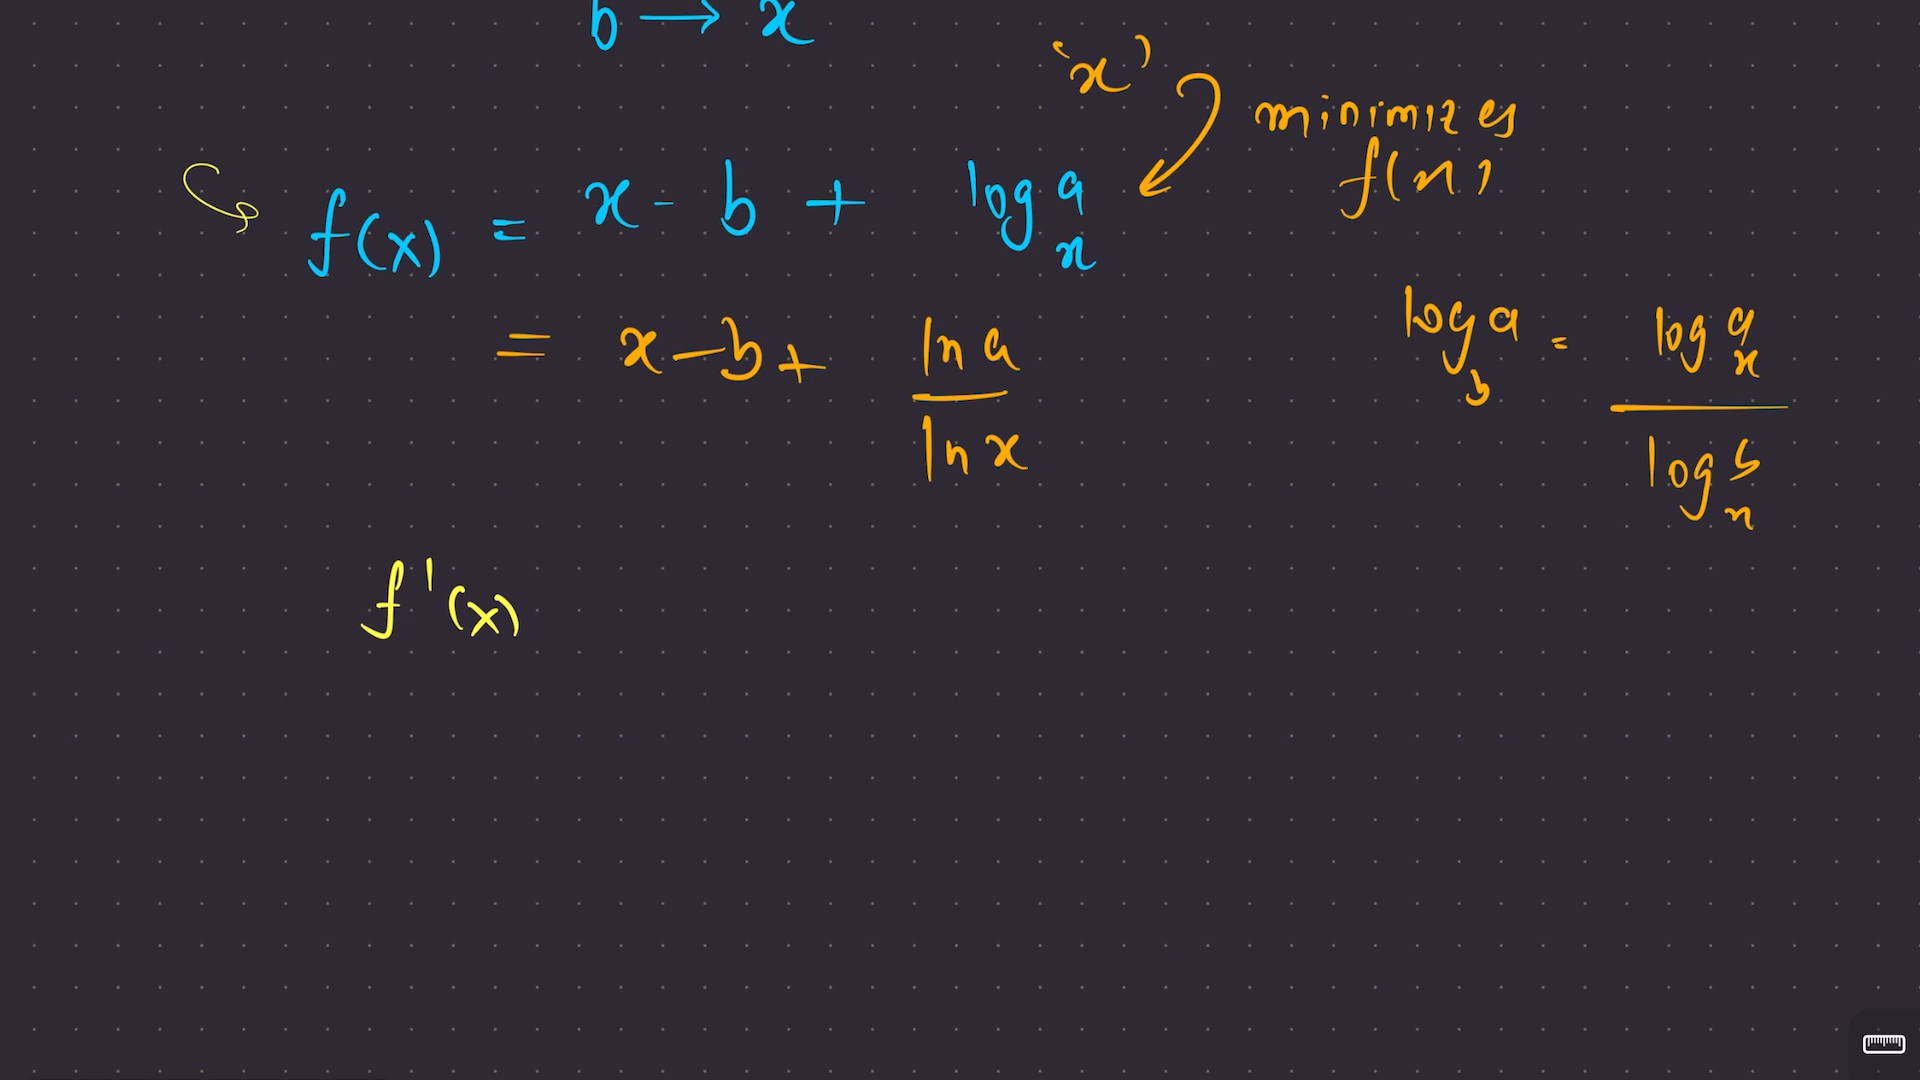 b → x
'x'
minimizes
f(x)
f(x) = x - b + log_x a
= x - b + ln a / ln x
log_b a = log_x a / log_x b
f'(x)